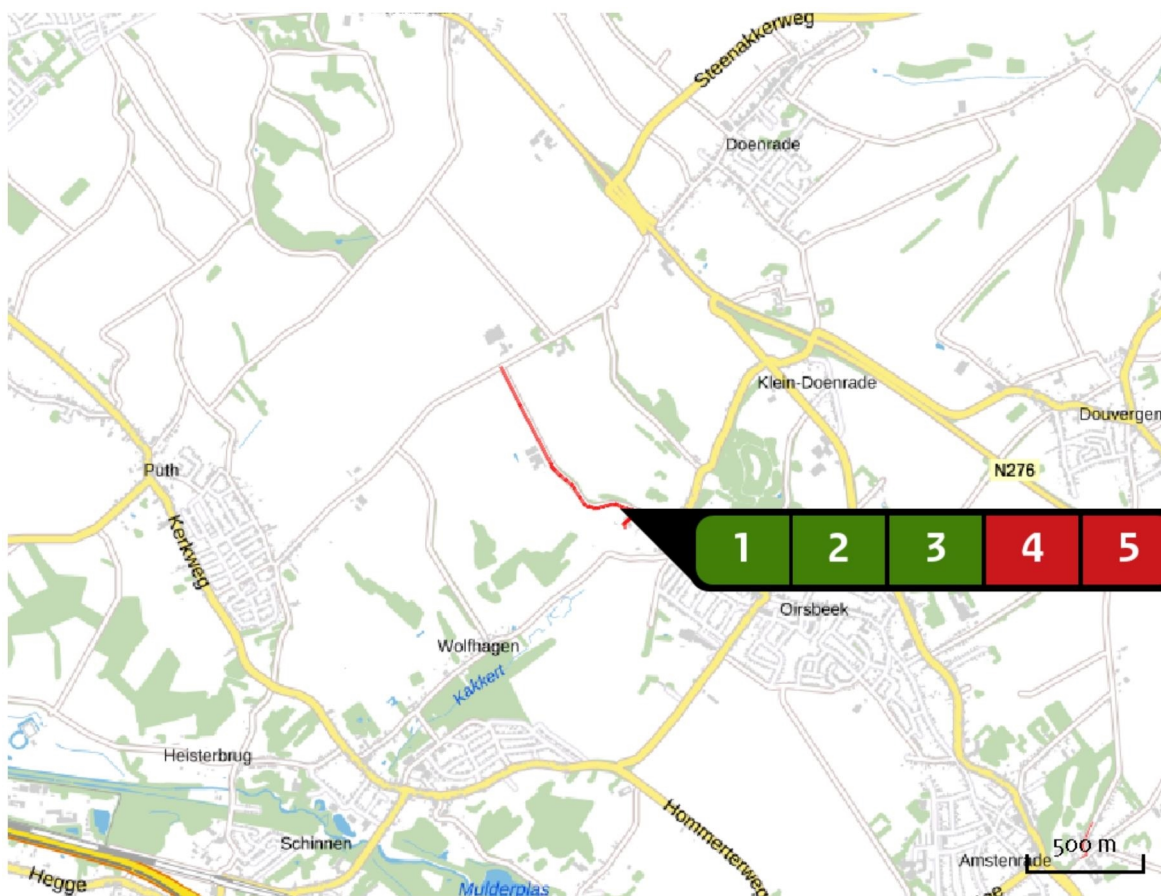 Steenakkerweg
Doenrade
Klein-Doenrade
Douvergen
Puth
N276
Kerkweg
1 2 3 4 5
Oirsbeek
Wolfhagen
Kakkert
Heisterbrug
Hommerterweg
Schinnen
500 m
Amstenrade
Hegge
Mulderplas